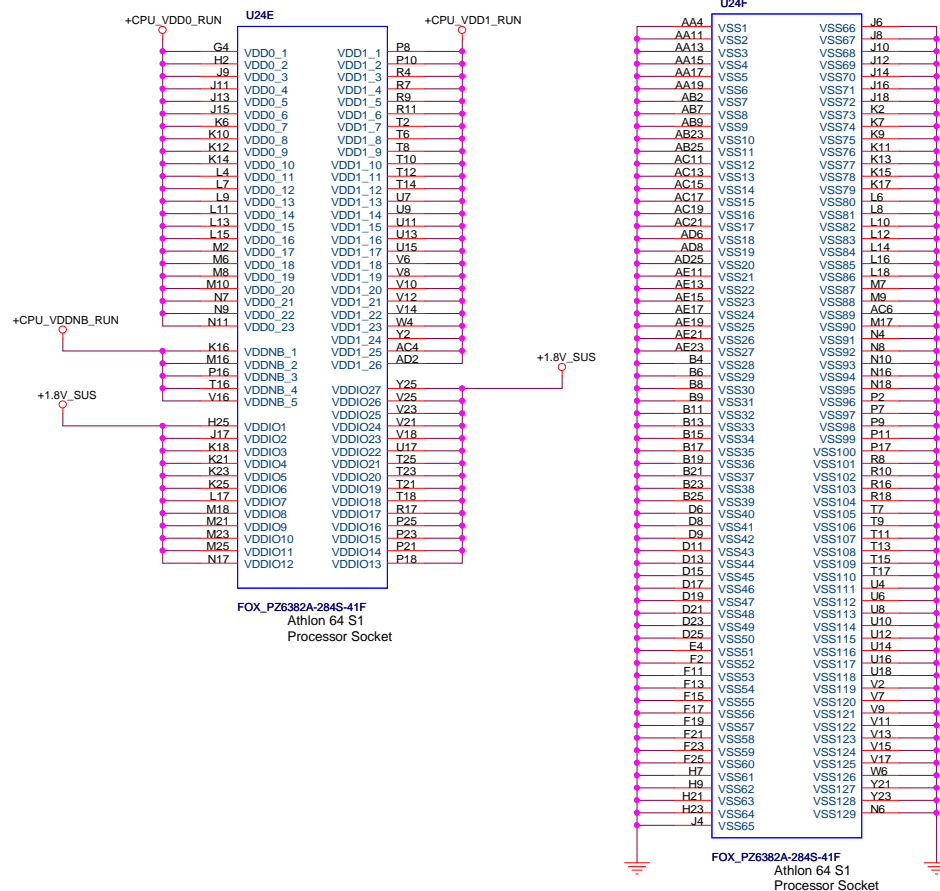 U24E
+CPU_VDD0_RUN +CPU_VDD1_RUN
G4 VDD0_1 VDD1_1 P8
H2 VDD0_2 VDD1_2 P10
J9 VDD0_3 VDD1_3 R4
J11 VDD0_4 VDD1_4 R7
J13 VDD0_5 VDD1_5 R9
J15 VDD0_6 VDD1_6 R11
K6 VDD0_7 VDD1_7 T2
K10 VDD0_8 VDD1_8 T6
K12 VDD0_9 VDD1_9 T8
K14 VDD0_10 VDD1_10 T10
L4 VDD0_11 VDD1_11 T12
L7 VDD0_12 VDD1_12 T14
L9 VDD0_13 VDD1_13 U7
L11 VDD0_14 VDD1_14 U9
L13 VDD0_15 VDD1_15 U11
L15 VDD0_16 VDD1_16 U13
M2 VDD0_17 VDD1_17 U15
M6 VDD0_18 VDD1_18 V6
M8 VDD0_19 VDD1_19 V8
M10 VDD0_20 VDD1_20 V10
N7 VDD0_21 VDD1_21 V12
N9 VDD0_22 VDD1_22 V14
N11 VDD0_23 VDD1_23 W4
VDD1_24 Y2
+CPU_VDDNB_RUN
K16 VDDNB_1 VDD1_25 AC4
M16 VDDNB_2 VDD1_26 AD2
P16 VDDNB_3
T16 VDDNB_4 VDDIO27 Y25
V16 VDDNB_5 VDDIO26 V25
+1.8V_SUS
+1.8V_SUS
VDDIO25 V23
H25 VDDIO1 VDDIO24 V21
J17 VDDIO2 VDDIO23 V18
K18 VDDIO3 VDDIO22 U17
K21 VDDIO4 VDDIO21 T25
K23 VDDIO5 VDDIO20 T23
K25 VDDIO6 VDDIO19 T21
L17 VDDIO7 VDDIO18 T18
M18 VDDIO8 VDDIO17 R17
M21 VDDIO9 VDDIO16 P25
M23 VDDIO10 VDDIO15 P23
M25 VDDIO11 VDDIO14 P21
N17 VDDIO12 VDDIO13 P18
FOX_PZ6382A-284S-41F
Athlon 64 S1
Processor Socket
U24F
AA4 VSS1 VSS66 J6
AA11 VSS2 VSS67 J8
AA13 VSS3 VSS68 J10
AA15 VSS4 VSS69 J12
AA17 VSS5 VSS70 J14
AA19 VSS6 VSS71 J16
AB2 VSS7 VSS72 J18
AB7 VSS8 VSS73 K2
AB9 VSS9 VSS74 K7
AB23 VSS10 VSS75 K9
AB25 VSS11 VSS76 K11
AC11 VSS12 VSS77 K13
AC13 VSS13 VSS78 K15
AC15 VSS14 VSS79 K17
AC17 VSS15 VSS80 L6
AC19 VSS16 VSS81 L8
AC21 VSS17 VSS82 L10
AD6 VSS18 VSS83 L12
AD8 VSS19 VSS84 L14
AD25 VSS20 VSS85 L16
AE11 VSS21 VSS86 L18
AE13 VSS22 VSS87 M7
AE15 VSS23 VSS88 M9
AE17 VSS24 VSS89 AC6
AE19 VSS25 VSS90 M17
AE21 VSS26 VSS91 N4
AE23 VSS27 VSS92 N8
B4 VSS28 VSS93 N10
B6 VSS29 VSS94 N16
B8 VSS30 VSS95 N18
B9 VSS31 VSS96 P2
B11 VSS32 VSS97 P7
B13 VSS33 VSS98 P9
B15 VSS34 VSS99 P11
B17 VSS35 VSS100 P17
B19 VSS36 VSS101 R8
B21 VSS37 VSS102 R10
B23 VSS38 VSS103 R16
B25 VSS39 VSS104 R18
D6 VSS40 VSS105 T7
D8 VSS41 VSS106 T9
D9 VSS42 VSS107 T11
D11 VSS43 VSS108 T13
D13 VSS44 VSS109 T15
D15 VSS45 VSS110 T17
D17 VSS46 VSS111 U4
D19 VSS47 VSS112 U6
D21 VSS48 VSS113 U8
D23 VSS49 VSS114 U10
D25 VSS50 VSS115 U12
E4 VSS51 VSS116 U14
F2 VSS52 VSS117 U16
F11 VSS53 VSS118 U18
F13 VSS54 VSS119 V2
F15 VSS55 VSS120 V7
F17 VSS56 VSS121 V9
F19 VSS57 VSS122 V11
F21 VSS58 VSS123 V13
F23 VSS59 VSS124 V15
F25 VSS60 VSS125 V17
H7 VSS61 VSS126 W6
H9 VSS62 VSS127 Y21
H21 VSS63 VSS128 Y23
H23 VSS64 VSS129 N6
J4 VSS65
FOX_PZ6382A-284S-41F
Athlon 64 S1
Processor Socket